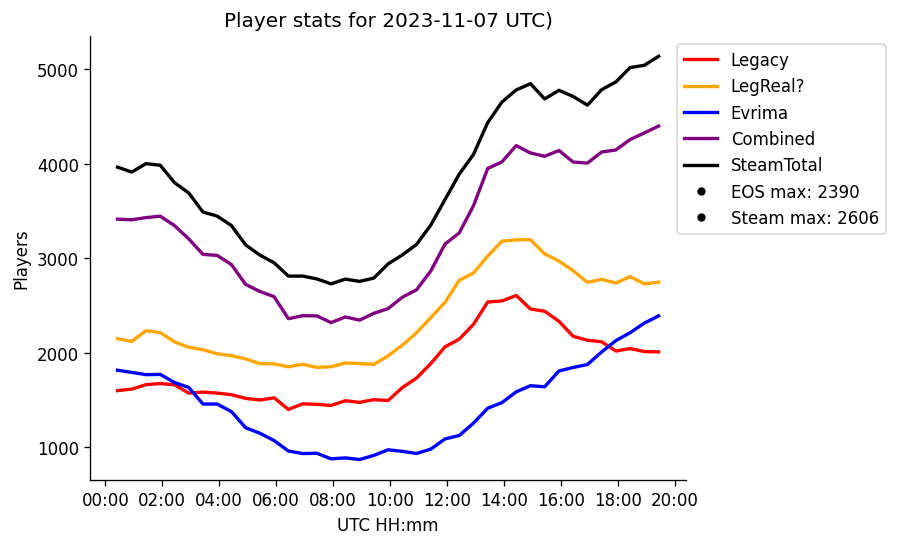 Player stats for 2023-11-07 UTC)
Players
5000
4000
3000
2000
1000
00:00 02:00 04:00 06:00 08:00 10:00 12:00 14:00 16:00 18:00 20:00
UTC HH:mm
Legacy
LegReal?
Evrima
Combined
SteamTotal
EOS max: 2390
Steam max: 2606